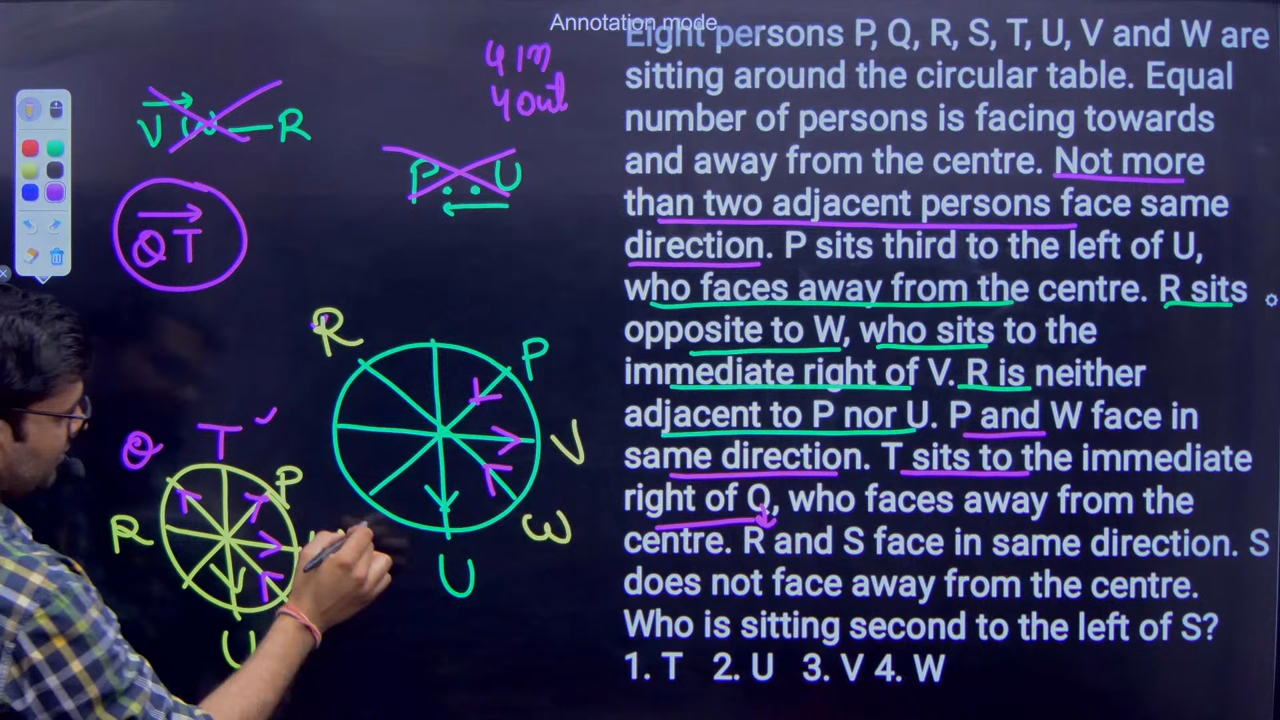 Annotation mode
Eight persons P, Q, R, S, T, U, V and W are
sitting around the circular table. Equal
number of persons is facing towards
and away from the centre. Not more
than two adjacent persons face same
direction. P sits third to the left of U,
who faces away from the centre. R sits
opposite to W, who sits to the
immediate right of V. R is neither
adjacent to P nor U. P and W face in
same direction. T sits to the immediate
right of Q, who faces away from the
centre. R and S face in same direction. S
does not face away from the centre.
Who is sitting second to the left of S?
1. T 2. U 3. V 4. W
4 in
4 out
V R
P U
Q T
R
P
V
W
U
Q T
P
R
U